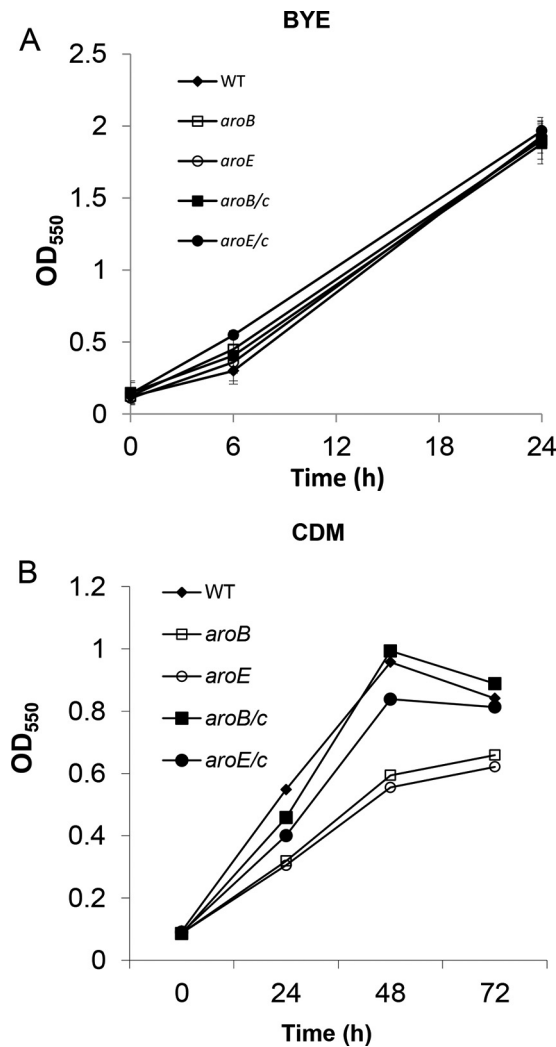 A
BYE
2.5
2
1.5
1
0.5
0
OD550
WT
aroB
aroE
aroB/c
aroE/c
0 6 12 18 24
Time (h)
CDM
B
1.2
1
0.8
0.6
0.4
0.2
0
OD550
WT
aroB
aroE
aroB/c
aroE/c
0 24 48 72
Time (h)